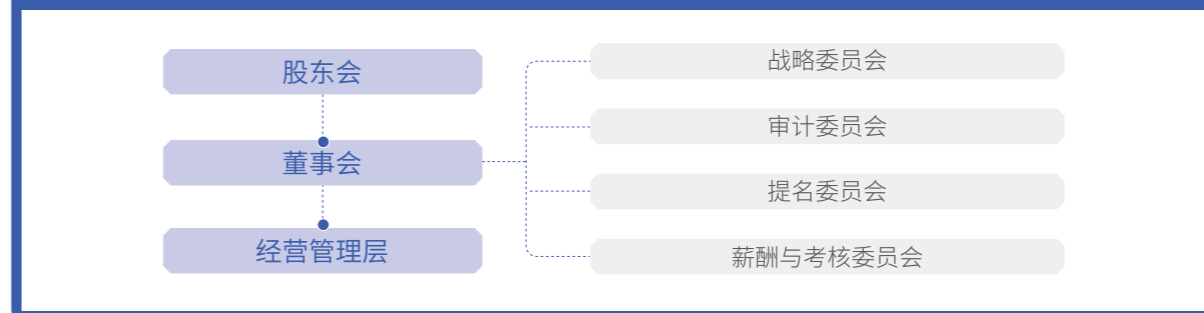 股东会
董事会
经营管理层
战略委员会
审计委员会
提名委员会
薪酬与考核委员会